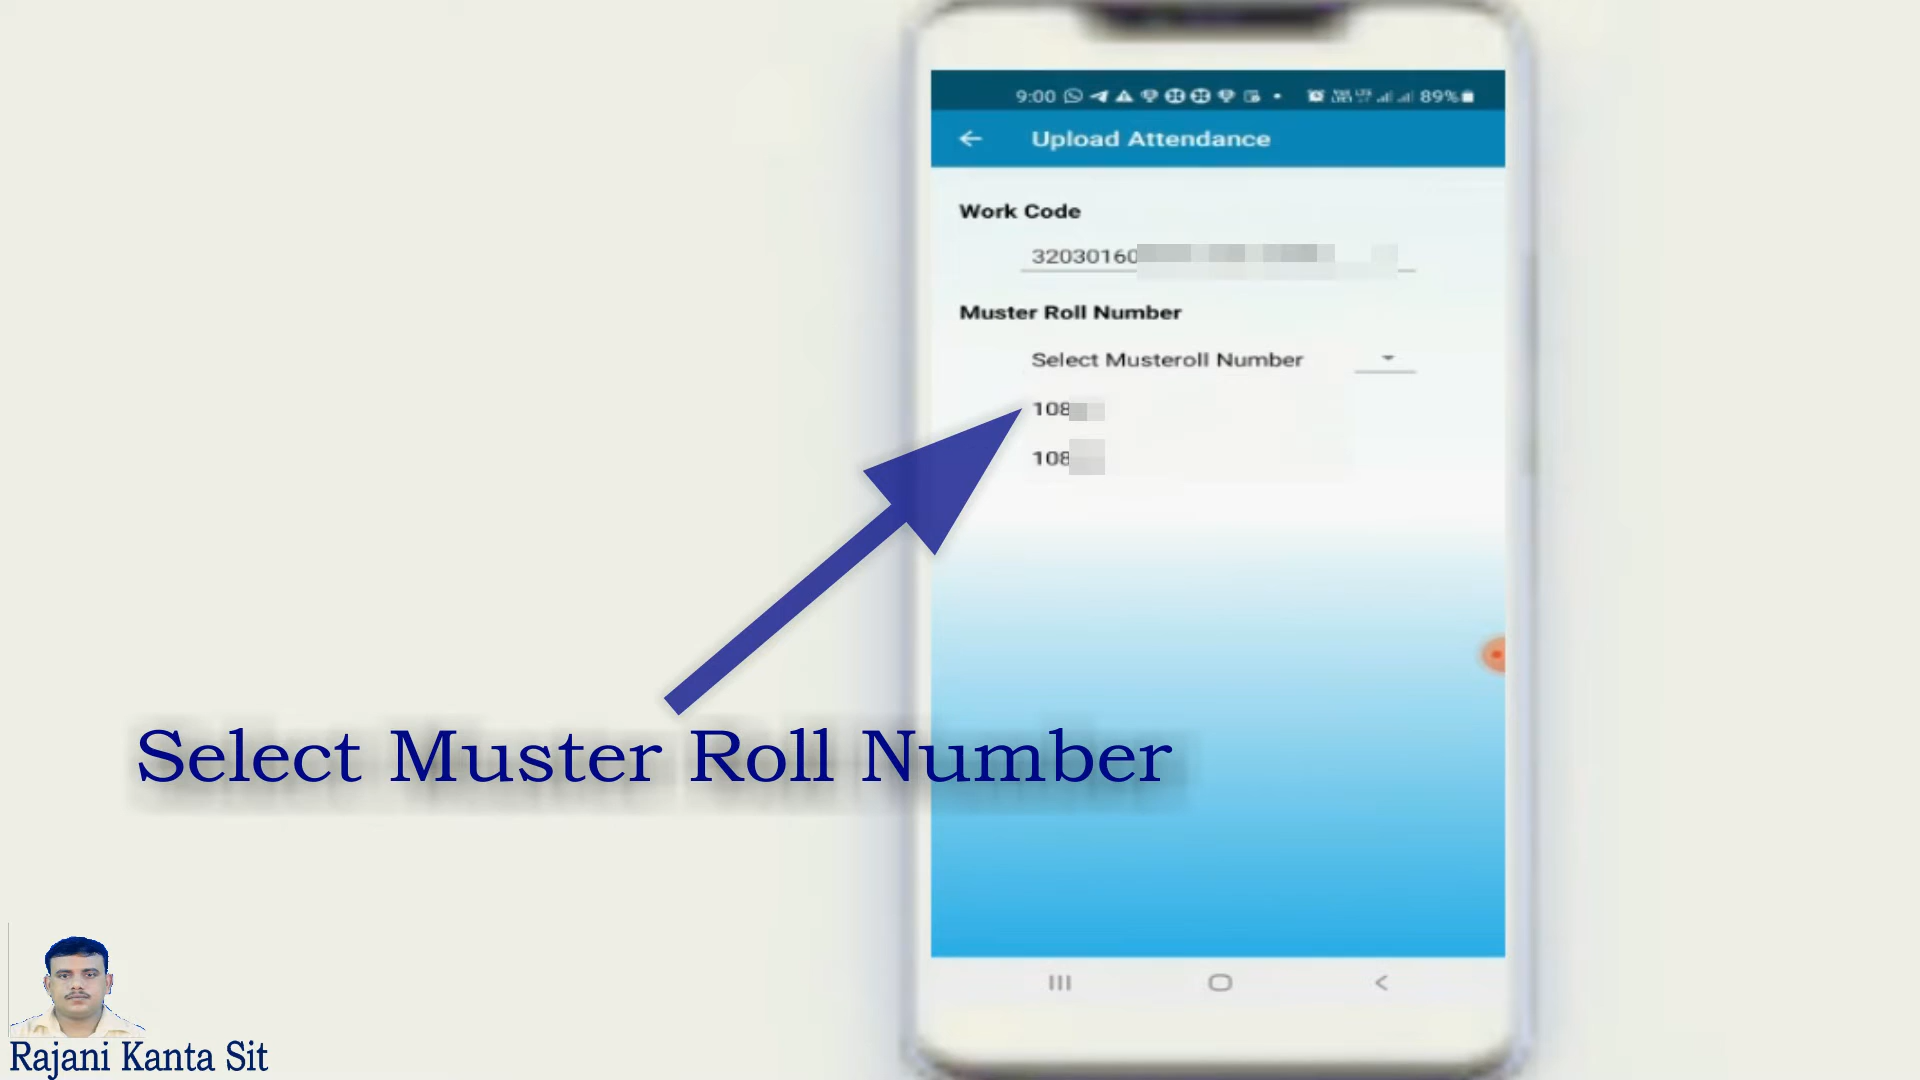 9:00
89%
Upload Attendance
Work Code
32030160
Muster Roll Number
Select Musteroll Number
108
108
Select Muster Roll Number
Rajani Kanta Sit